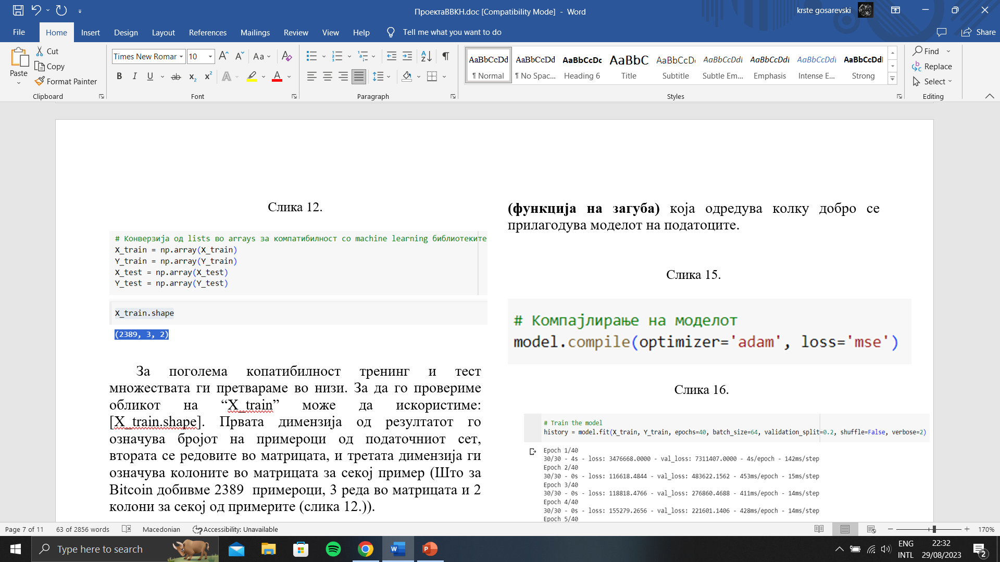 ПроектаВВКН.doc [Compatibility Mode] - Word
krste gosarevski
File
Home
Insert
Design
Layout
References
Mailings
Review
View
Help
Tell me what you want to do
Share
Paste
Cut
Copy
Format Painter
Clipboard
Times New Romar
10
Font
Paragraph
AaBbCcDd
¶ Normal
AaBbCcDd
¶ No Spac...
AaBbCcDc
Heading 6
AaBbC
Title
AaBbCcD
Subtitle
AaBbCcDd
Subtle Em...
AaBbCcDd
Emphasis
AaBbCcDd
Intense E...
AaBbCcDd
Strong
Styles
Find
Replace
Select
Editing
Слика 12.
# Конверзија од lists во arrays за компатибилност со machine learning библиотеките
X_train = np.array(X_train)
Y_train = np.array(Y_train)
X_test = np.array(X_test)
Y_test = np.array(Y_test)
X_train.shape
(2389, 3, 2)
За поголема копатибилност тренинг и тест
множествата ги претвараме во низи. За да го провериме
обликот на “X_train” може да искористиме:
[X_train.shape]. Првата димензија од резултатот го
означува бројот на примероци од податочниот сет,
втората се редовите во матрицата, и третата димензија ги
означува колоните во матрицата за секој пример (Што за
Bitcoin добивме 2389 примероци, 3 реда во матрицата и 2
колони за секој од примерите (слика 12.)).
(функција на загуба) која одредува колку добро се
прилагодува моделот на податоците.
Слика 15.
# Компајлирање на моделот
model.compile(optimizer='adam', loss='mse')
Слика 16.
# Train the model
history = model.fit(X_train, Y_train, epochs=40, batch_size=64, validation_split=0.2, shuffle=False, verbose=2)
Epoch 1/40
30/30 - 4s - loss: 3476668.0000 - val_loss: 7311407.0000 - 4s/epoch - 142ms/step
Epoch 2/40
30/30 - 0s - loss: 116618.4844 - val_loss: 483622.1562 - 453ms/epoch - 15ms/step
Epoch 3/40
30/30 - 0s - loss: 118818.4766 - val_loss: 276860.4688 - 411ms/epoch - 14ms/step
Epoch 4/40
30/30 - 0s - loss: 155279.2656 - val_loss: 221601.1406 - 428ms/epoch - 14ms/step
Epoch 5/40
Page 7 of 11
63 of 2856 words
Macedonian
Accessibility: Unavailable
170%
Type here to search
ENG
INTL
22:32
29/08/2023
2